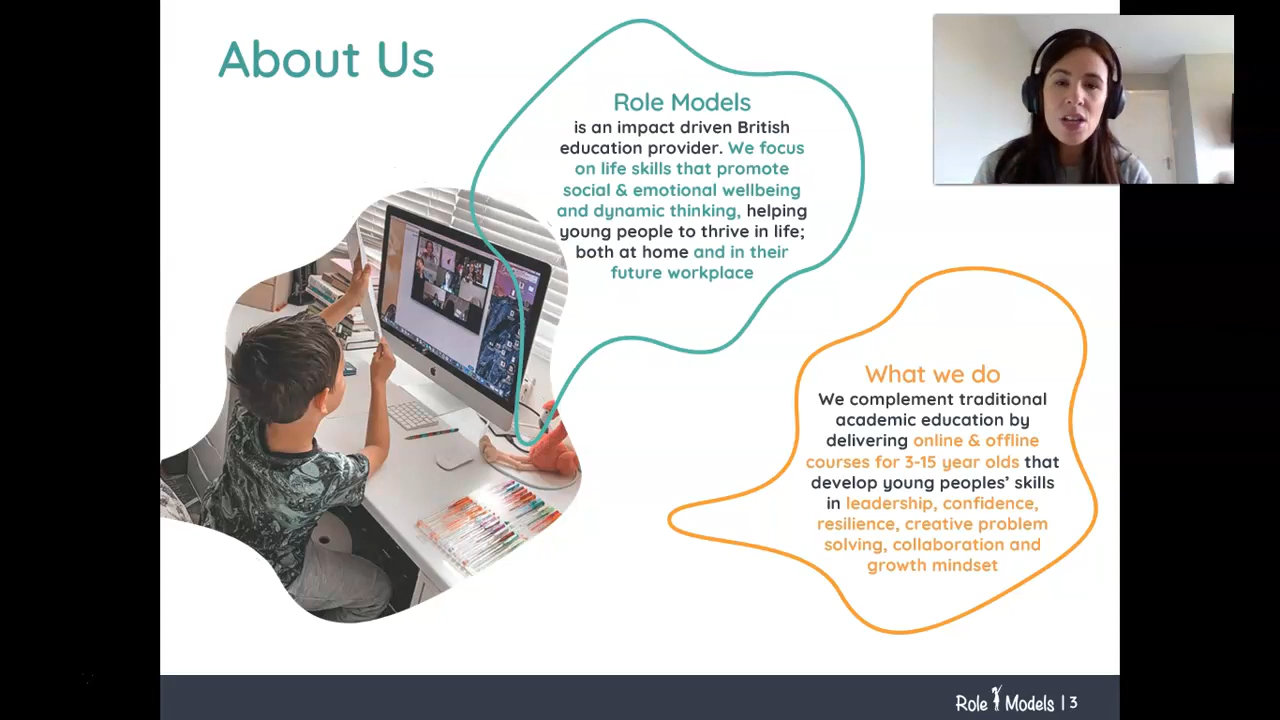 About Us
Role Models
is an impact driven British
education provider. We focus
on life skills that promote
social & emotional wellbeing
and dynamic thinking, helping
young people to thrive in life;
both at home and in their
future workplace
What we do
We complement traditional
academic education by
delivering online & offline
courses for 3-15 year olds that
develop young peoples’ skills
in leadership, confidence,
resilience, creative problem
solving, collaboration and
growth mindset
Role Models | 3